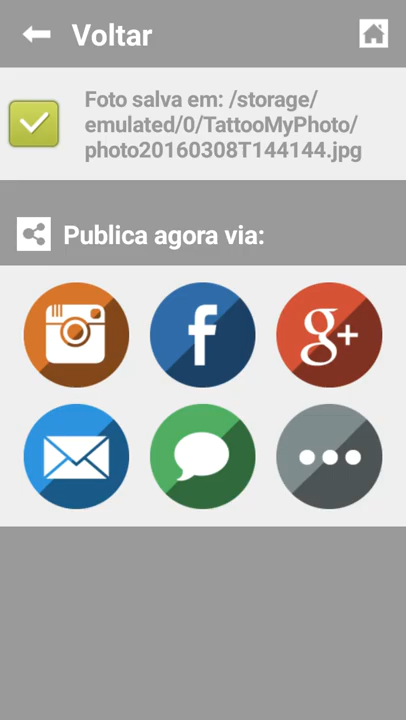 Voltar
Foto salva em: /storage/
emulated/0/TattooMyPhoto/
photo20160308T144144.jpg
Publica agora via:
f
g+